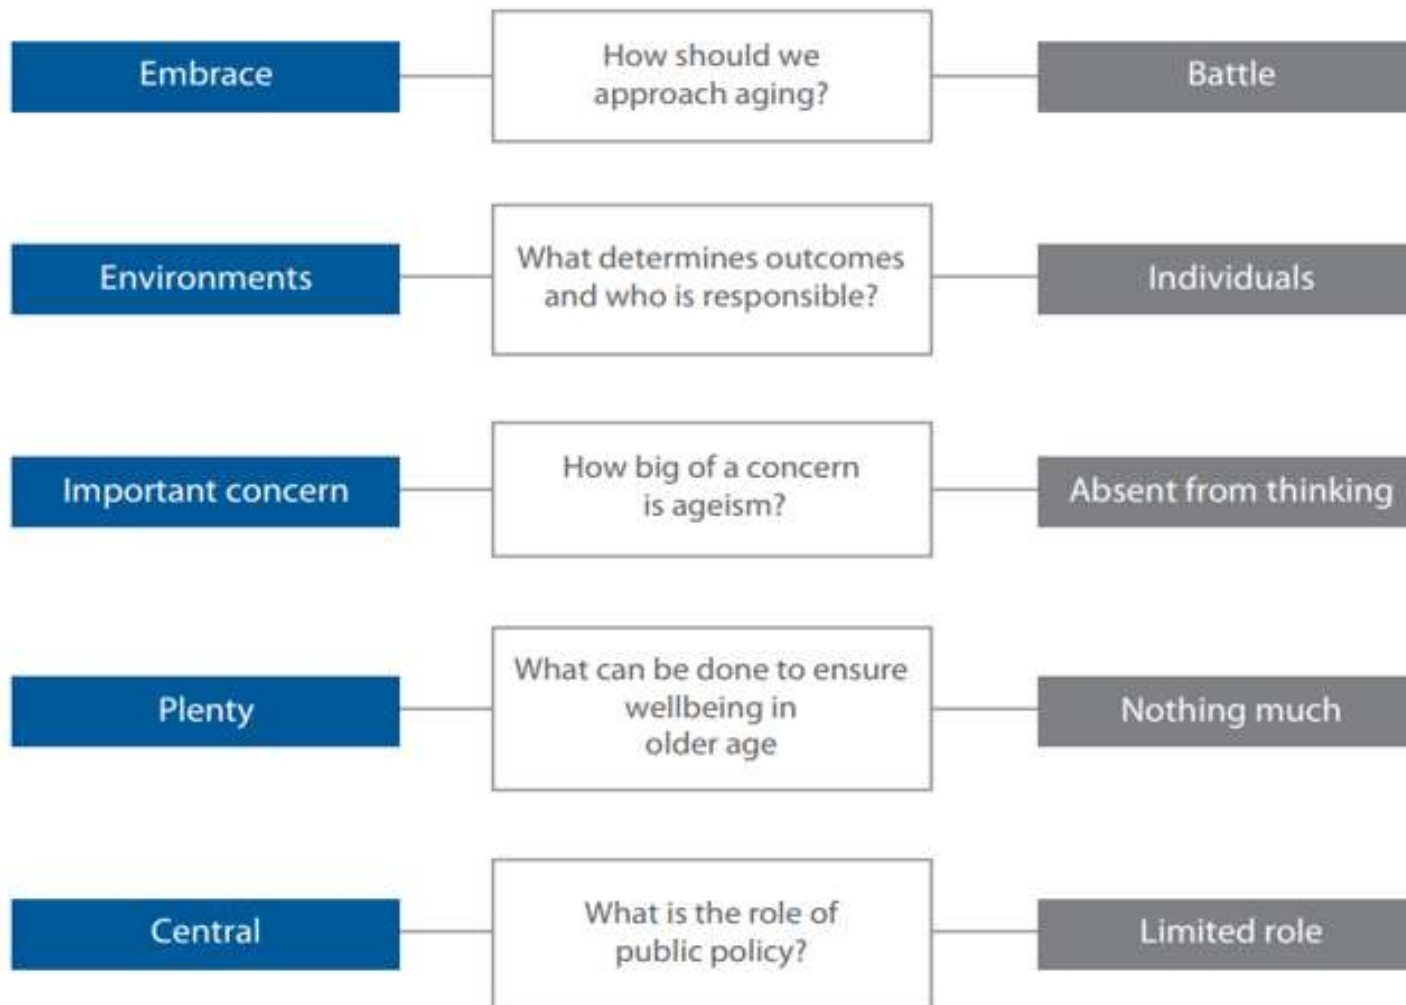 Embrace
How should we
approach aging?
Battle
Environments
What determines outcomes
and who is responsible?
Individuals
Important concern
How big of a concern
is ageism?
Absent from thinking
Plenty
What can be done to ensure
wellbeing in
older age
Nothing much
Central
What is the role of
public policy?
Limited role